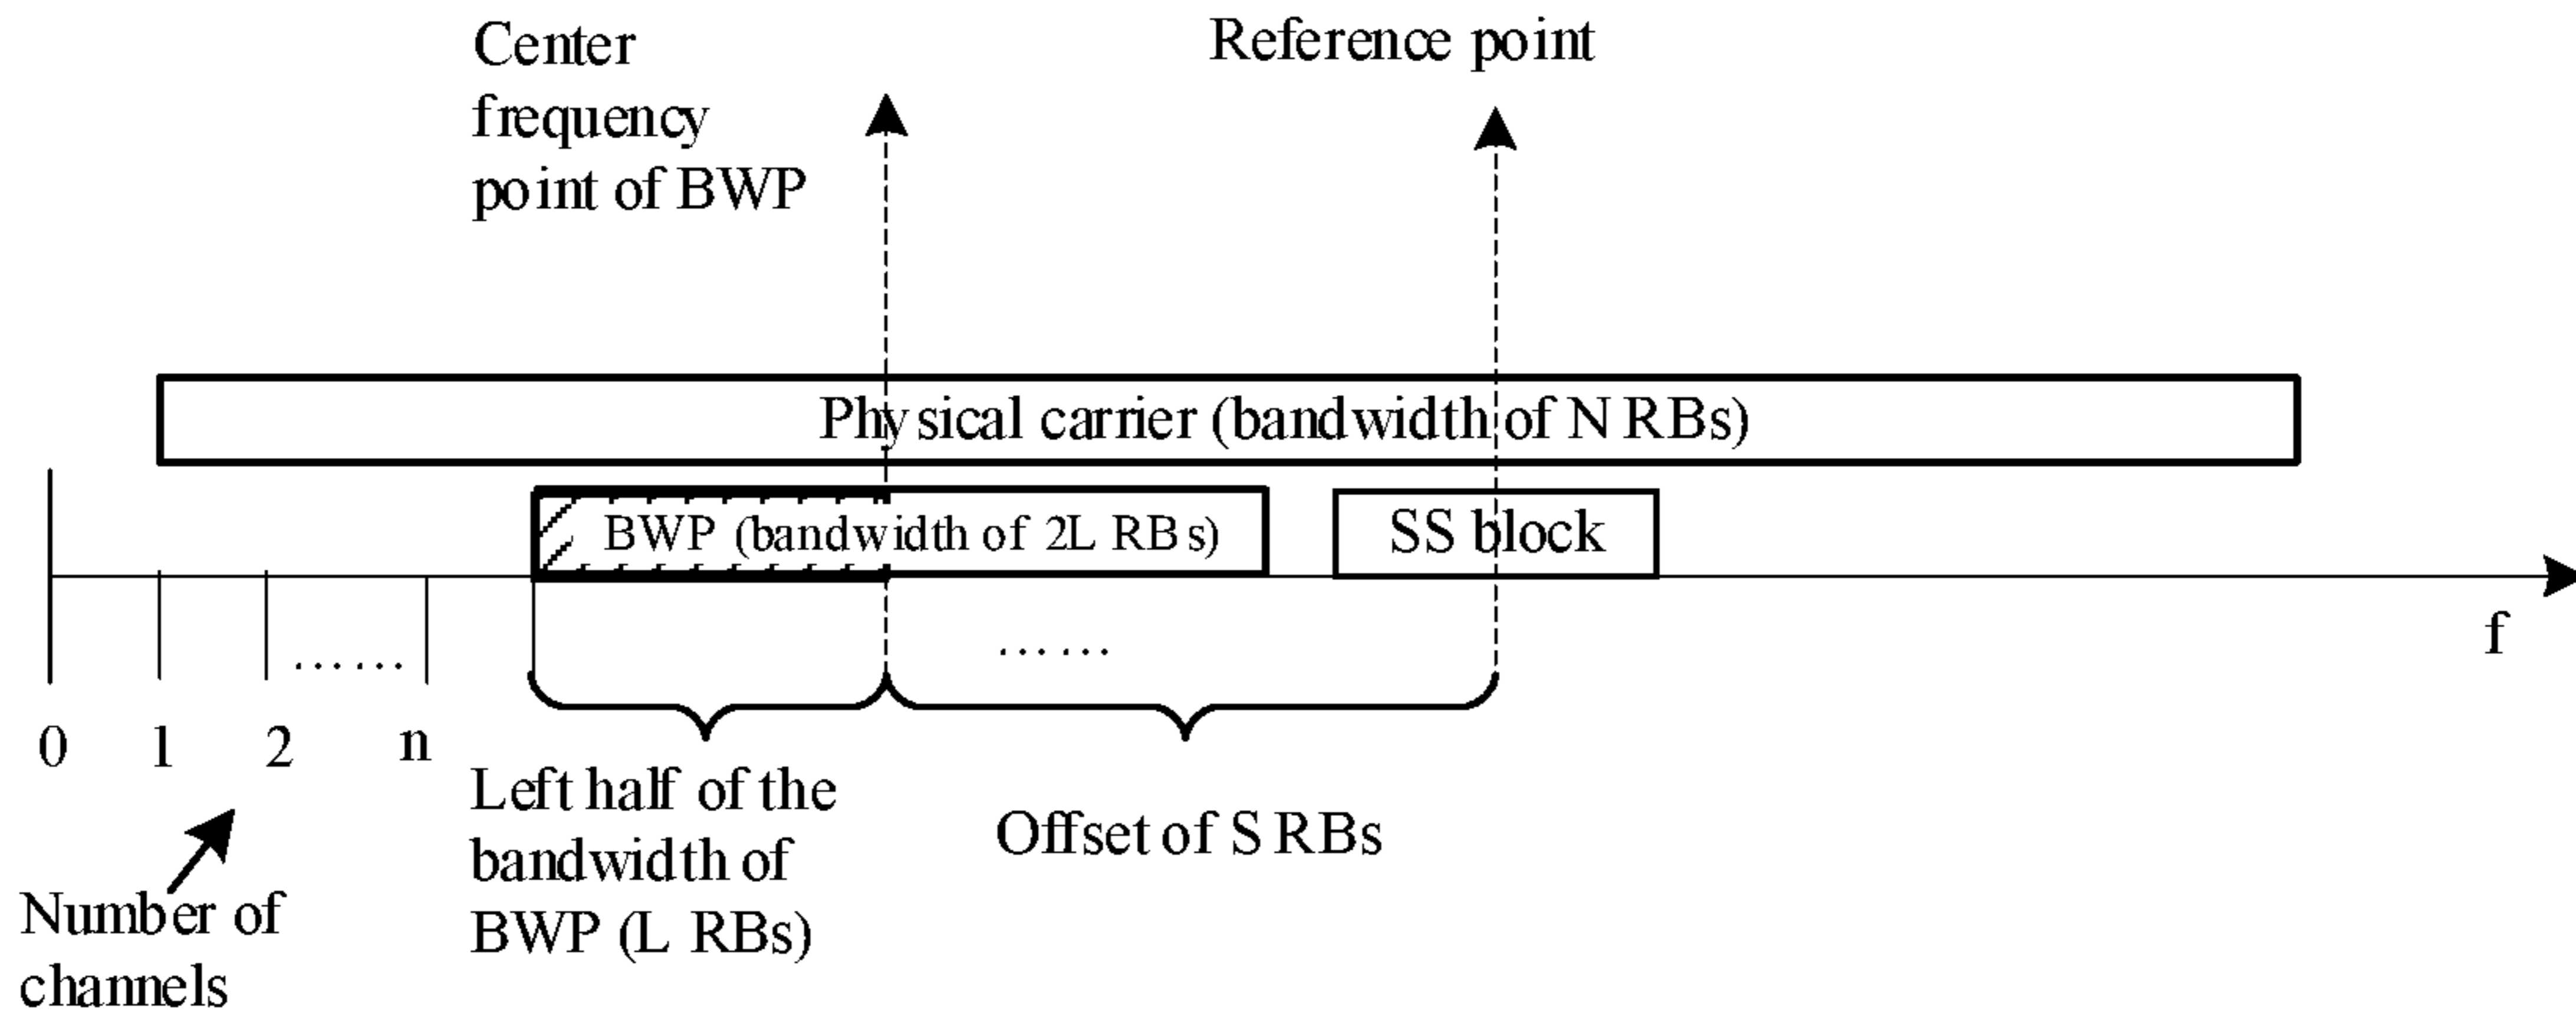 Center
frequency
point of BWP
Reference point
Physical carrier (bandwidth of N RBs)
BWP (bandwidth of 2L RBs)
SS block
f
......
......
0 1 2 n
Left half of the
bandwidth of
BWP (L RBs)
Offset of S RBs
Number of
channels